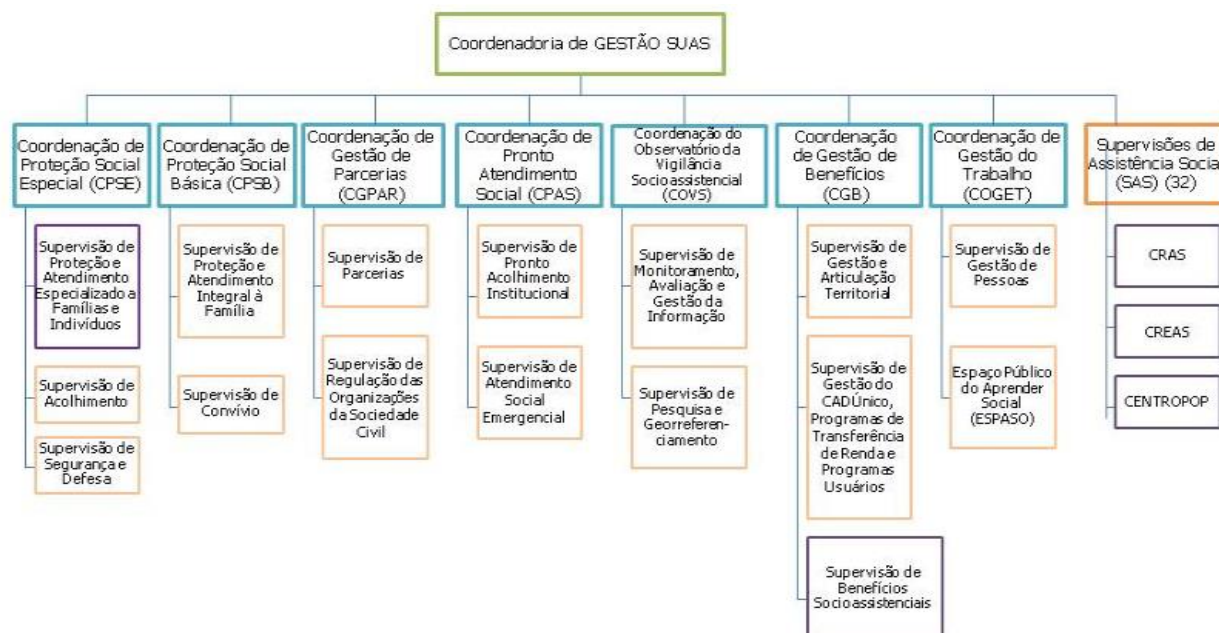 Coordenadoria de GESTÃO SUAS
Coordenação de
Proteção Social
Especial (CPSE)
Supervisão de
Proteção e
Atendimento
Especializado a
Famílias e
Indivíduos
Supervisão de
Acolhimento
Supervisão de
Segurança e
Defesa
Coordenação de
Proteção Social
Básica (CPSB)
Supervisão de
Proteção e
Atendimento
Integral à
Família
Supervisão de
Convívio
Coordenação de
Gestão de
Parcerias
(CGPAR)
Supervisão de
Parcerias
Supervisão de
Regulação das
Organizações
da Sociedade
Civil
Coordenação de
Pronto
Atendimento
Social (CPAS)
Supervisão de
Pronto
Acolhimento
Institucional
Supervisão de
Atendimento
Social
Emergencial
Coordenação do
Observatório da
Vigilância
Socioassistencial
(COVS)
Supervisão de
Monitoramento,
Avaliação e
Gestão da
Informação
Supervisão de
Pesquisa e
Georreferen-
ciamento
Coordenação
de Gestão de
Benefícios
(CGB)
Supervisão de
Gestão e
Articulação
Territorial
Supervisão de
Gestão do
CADÚnico,
Programas de
Transferência
de Renda e
Programas
Usuários
Supervisão de
Benefícios
Socioassistenciais
Coordenação de
Gestão do
Trabalho
(COGET)
Supervisão de
Gestão de
Pessoas
Espaço Público
do Aprender
Social
(ESPASO)
Supervisões de
Assistência Social
(SAS) (32)
CRAS
CREAS
CENTROPOP